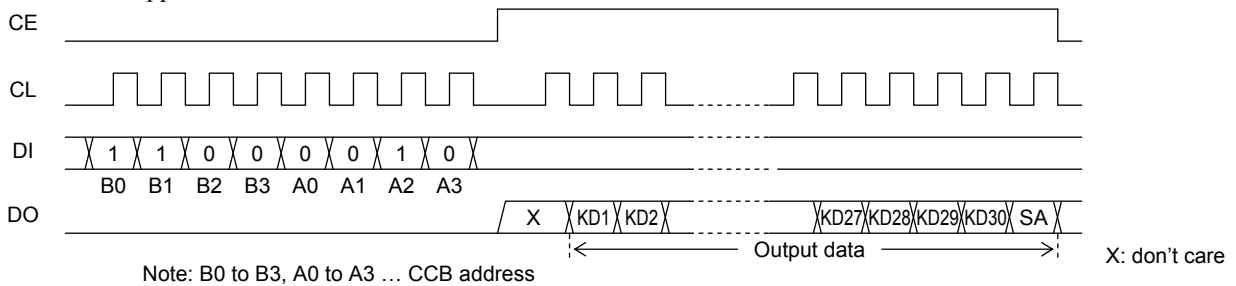 CE
CL
DI 1 1 0 0 0 0 1 0
B0 B1 B2 B3 A0 A1 A2 A3
DO X KD1 KD2 KD27 KD28 KD29 KD30 SA
Output data
X: don't care
Note: B0 to B3, A0 to A3 … CCB address